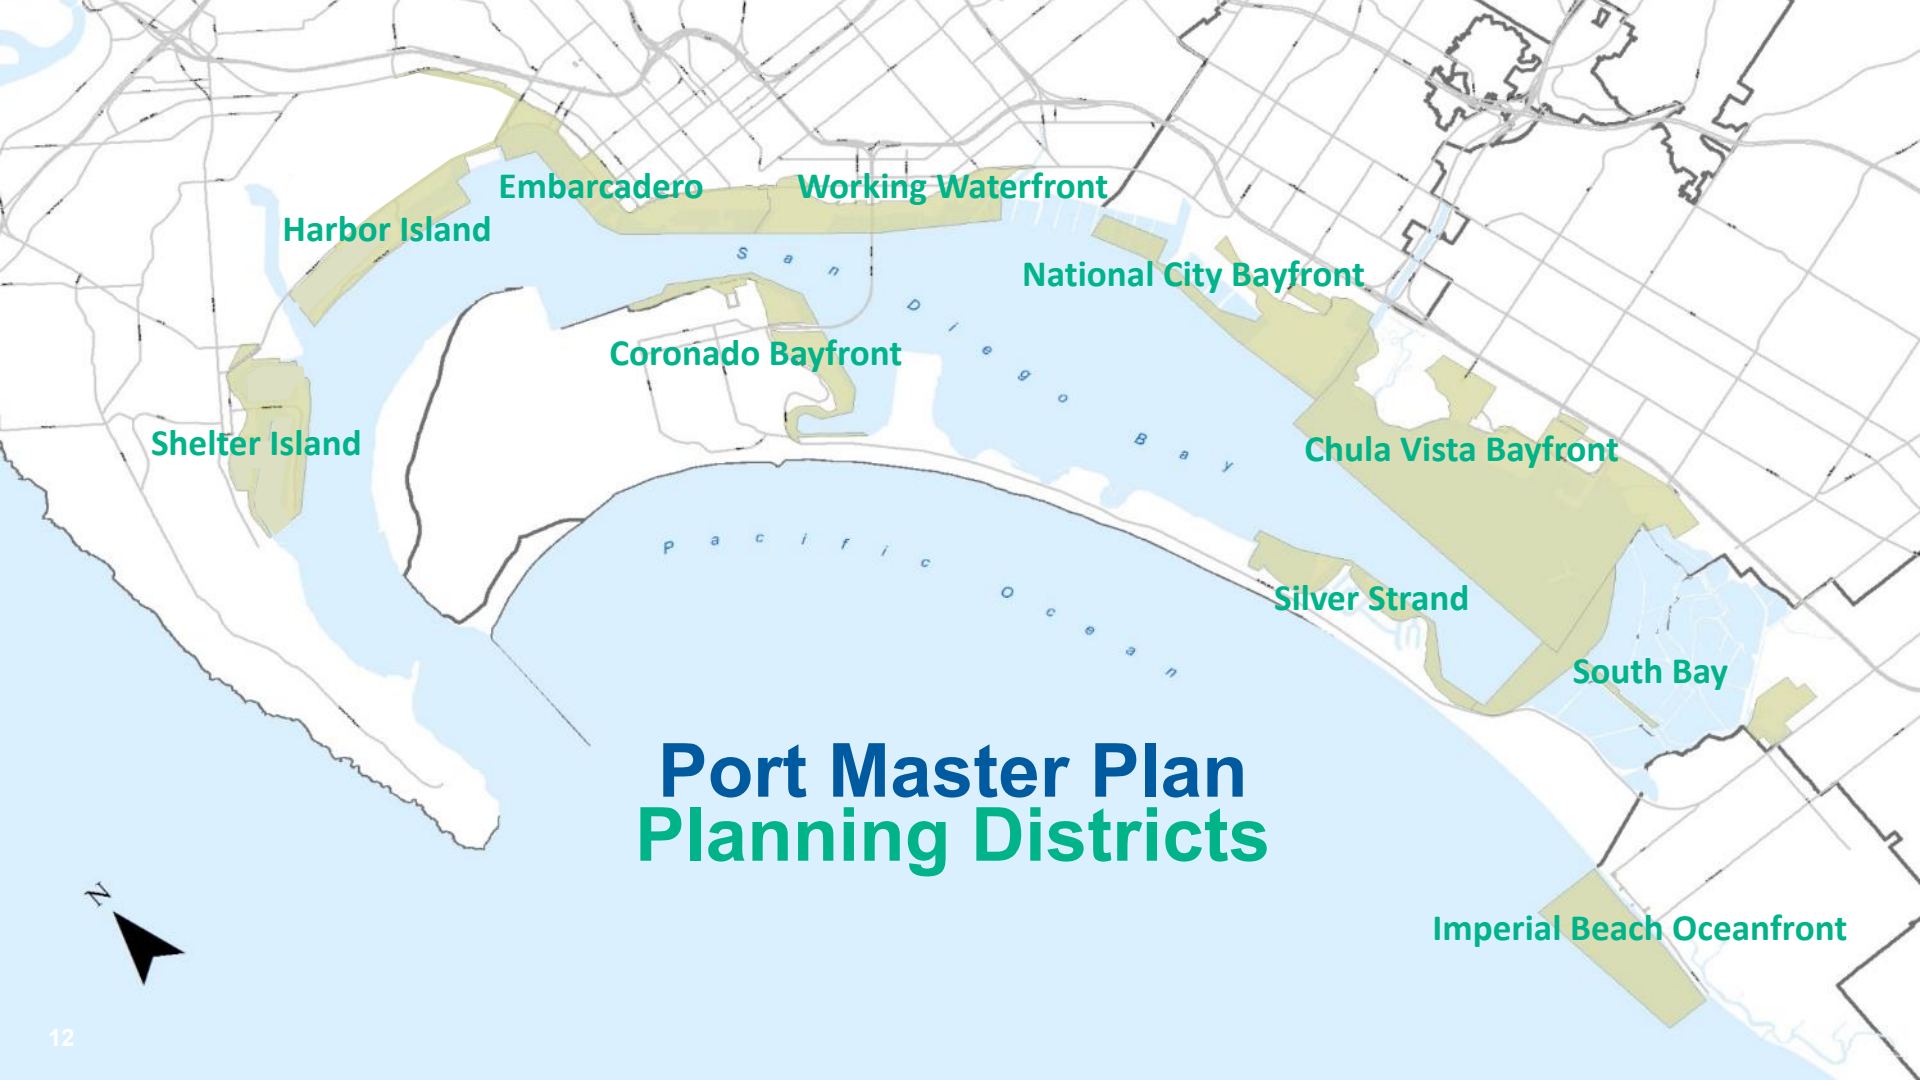 Embarcadero
Working Waterfront
Harbor Island
San Diego Bay
National City Bayfront
Coronado Bayfront
Shelter Island
Chula Vista Bayfront
Pacific Ocean
Silver Strand
South Bay
Port Master Plan
Planning Districts
N
Imperial Beach Oceanfront
12